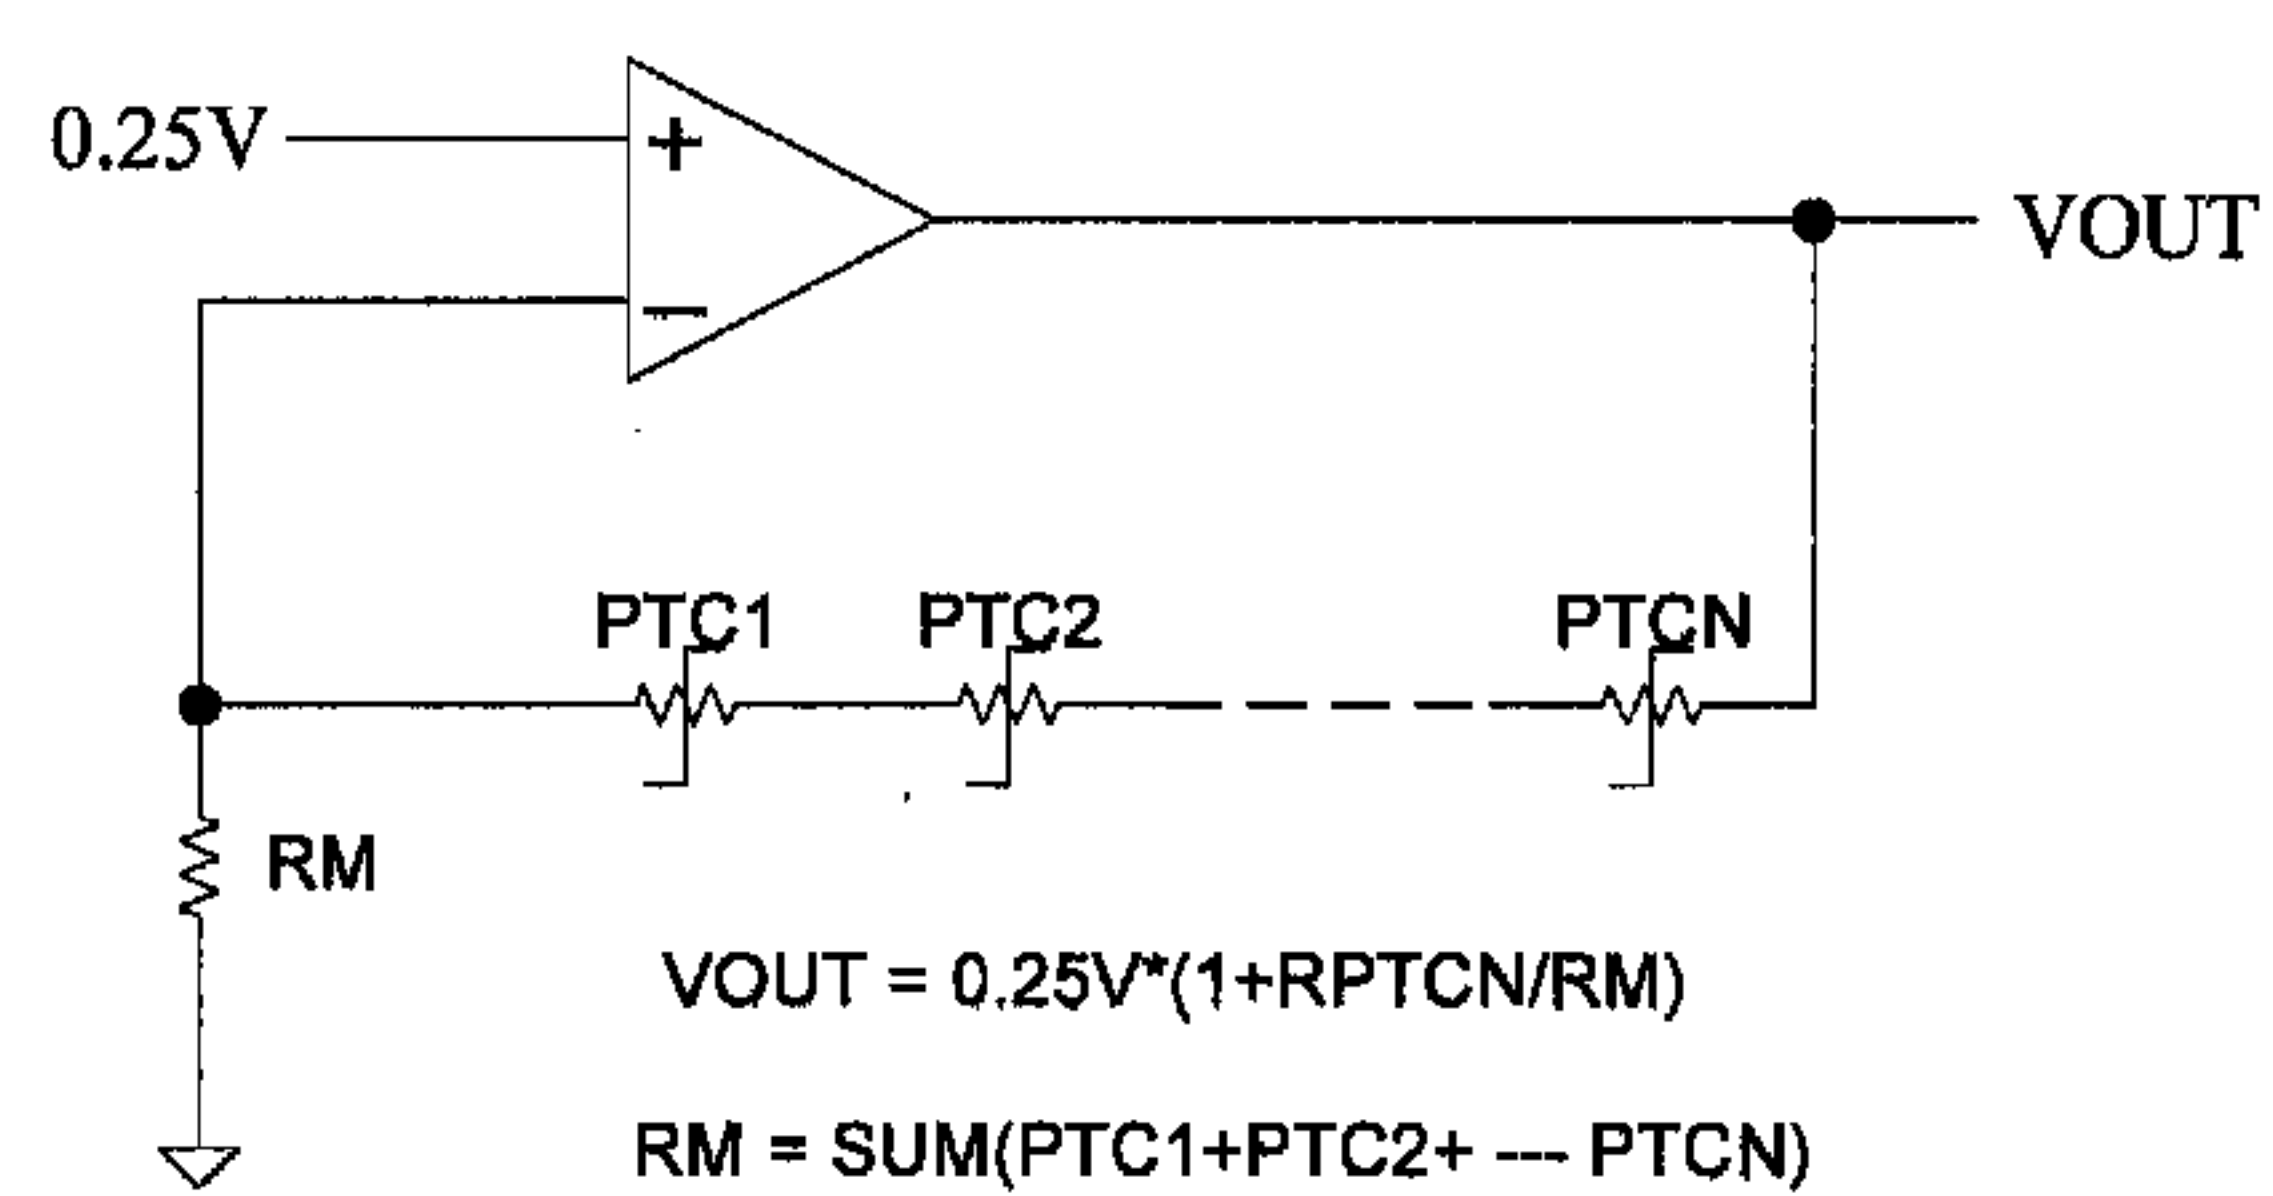 0.25V
+
−
VOUT
PTC1
PTC2
PTCN
RM
VOUT = 0.25V*(1+RPTCN/RM)
RM = SUM(PTC1+PTC2+ --- PTCN)